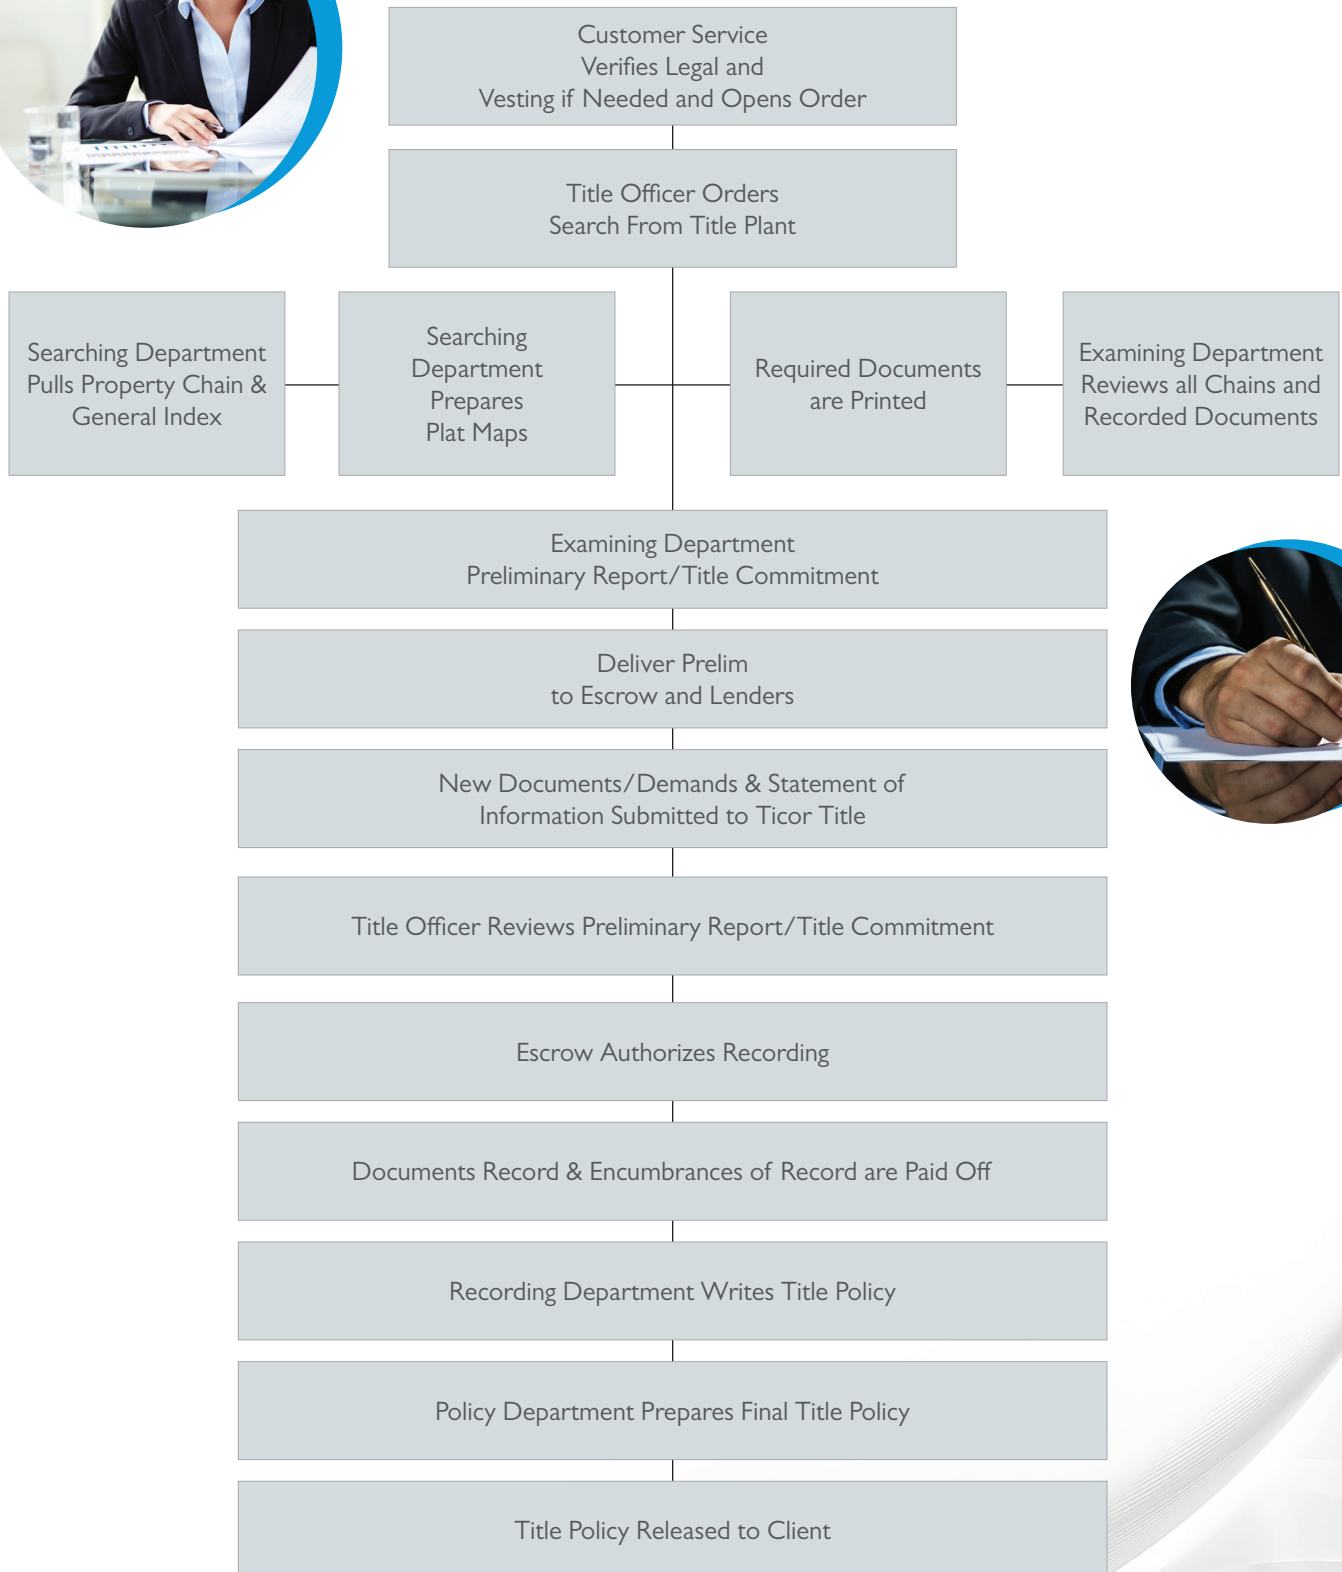 Customer Service
Verifies Legal and
Vesting if Needed and Opens Order
Title Officer Orders
Search From Title Plant
Searching Department
Pulls Property Chain &
General Index
Searching
Department
Prepares
Plat Maps
Required Documents
are Printed
Examining Department
Reviews all Chains and
Recorded Documents
Examining Department
Preliminary Report/Title Commitment
Deliver Prelim
to Escrow and Lenders
New Documents/Demands & Statement of
Information Submitted to Ticor Title
Title Officer Reviews Preliminary Report/Title Commitment
Escrow Authorizes Recording
Documents Record & Encumbrances of Record are Paid Off
Recording Department Writes Title Policy
Policy Department Prepares Final Title Policy
Title Policy Released to Client